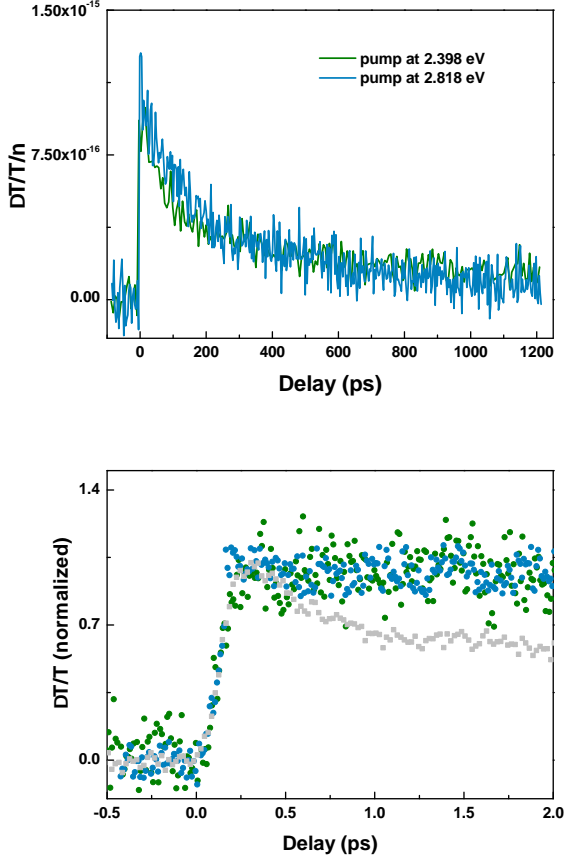 1.50x10⁻¹⁵
pump at 2.398 eV
pump at 2.818 eV
7.50x10⁻¹⁶
DT/T/n
0.00
0 200 400 600 800 1000 1200
Delay (ps)
1.4
0.7
DT/T (normalized)
0.0
-0.5 0.0 0.5 1.0 1.5 2.0
Delay (ps)